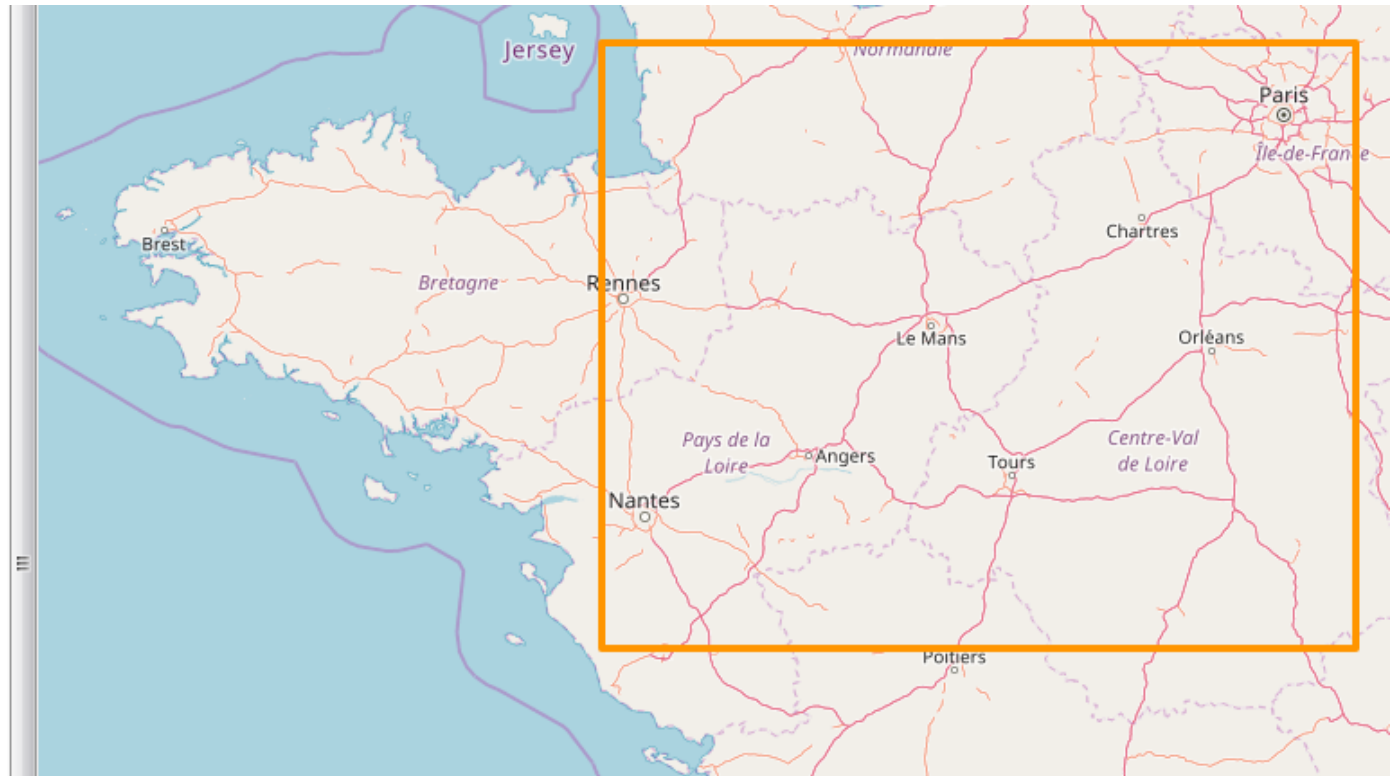 Jersey
Normandie
Paris
Île-de-France
Chartres
Brest
Bretagne
Rennes
Le Mans
Orléans
Pays de la
Loire
Angers
Centre-Val
de Loire
Tours
Nantes
Poitiers